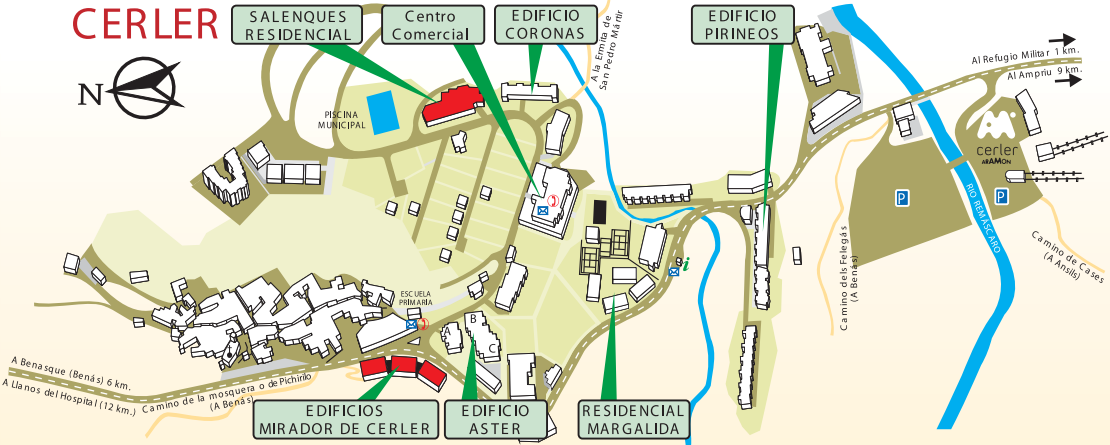 CERLER
N
SALENQUES
RESIDENCIAL
Centro
Comercial
EDIFICIO
CORONAS
A la Ermita de
San Pedro Mártir
EDIFICIO
PIRINEOS
Al Refugio Militar 1 km.
Al Ampriu 9 km.
PISCINA
MUNICIPAL
cerler
ARAMON
P
P
RIO REMÁSCARO
Camino de Cases
(A Ansils)
Camino dels Felegás
(A Benás)
i
ESCUELA
PRIMARIA
B
C
A Benasque (Benás) 6 km.
A Llanos del Hospital (12 km.)
Camino de la mosquera o de Pichirillo
(A Benás)
EDIFICIOS
MIRADOR DE CERLER
EDIFICIO
ASTER
RESIDENCIAL
MARGALIDA